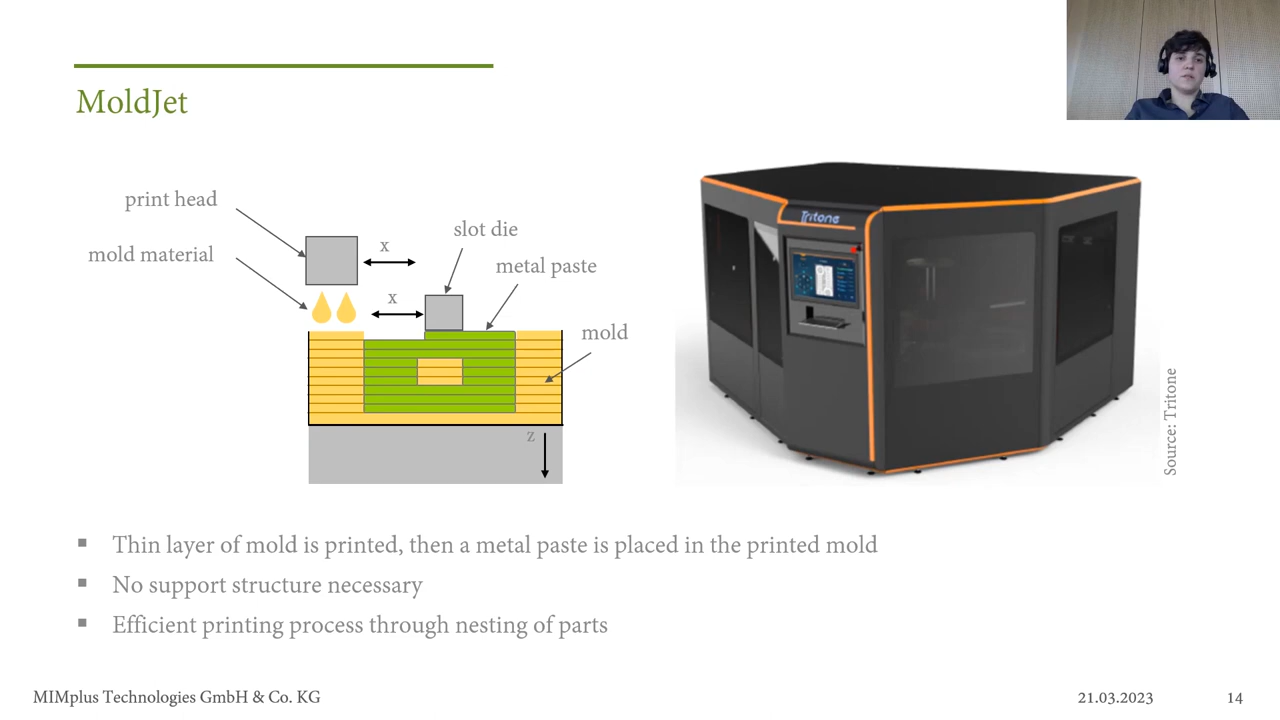 MoldJet
print head
mold material
x
x
slot die
metal paste
mold
z
Tritone
Source: Tritone
▪ Thin layer of mold is printed, then a metal paste is placed in the printed mold
▪ No support structure necessary
▪ Efficient printing process through nesting of parts
MIMplus Technologies GmbH & Co. KG
21.03.2023
14